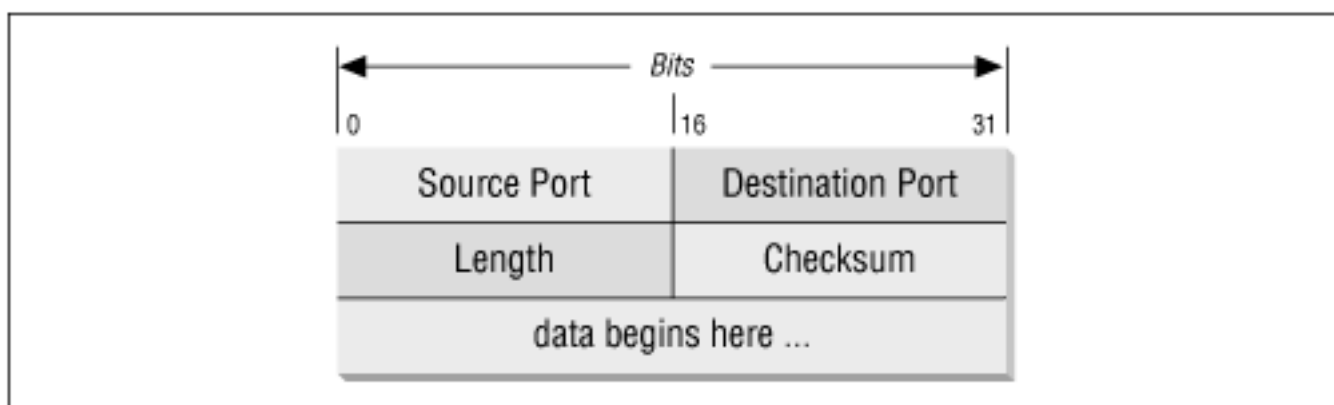 Bits
0 16 31
Source Port Destination Port
Length Checksum
data begins here ...